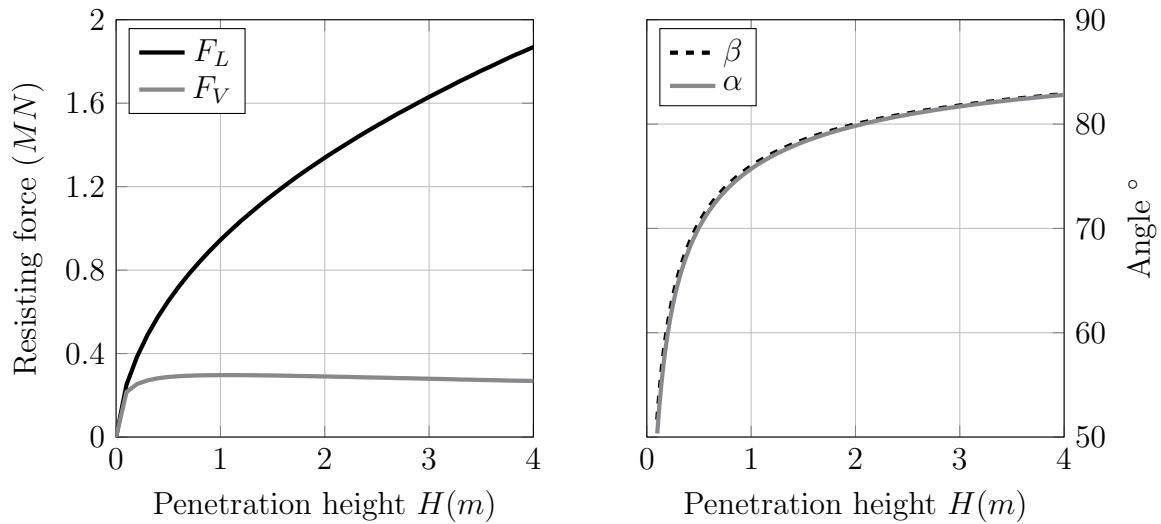 2
1.6
1.2
0.8
0.4
0
Resisting force (MN)
F_L
F_V
0 1 2 3 4
Penetration height H(m)
β
α
90
80
70
60
50
Angle °
0 1 2 3 4
Penetration height H(m)